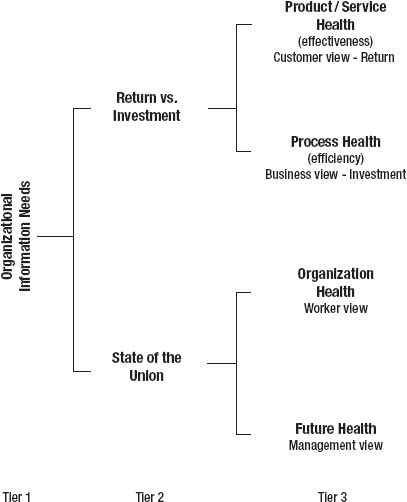 Product / Service
Health
(effectiveness)
Customer view - Return
Return vs.
Investment
Process Health
(efficiency)
Business view - Investment
Organizational
Information Needs
Organization
Health
Worker view
State of the
Union
Future Health
Management view
Tier 1
Tier 2
Tier 3